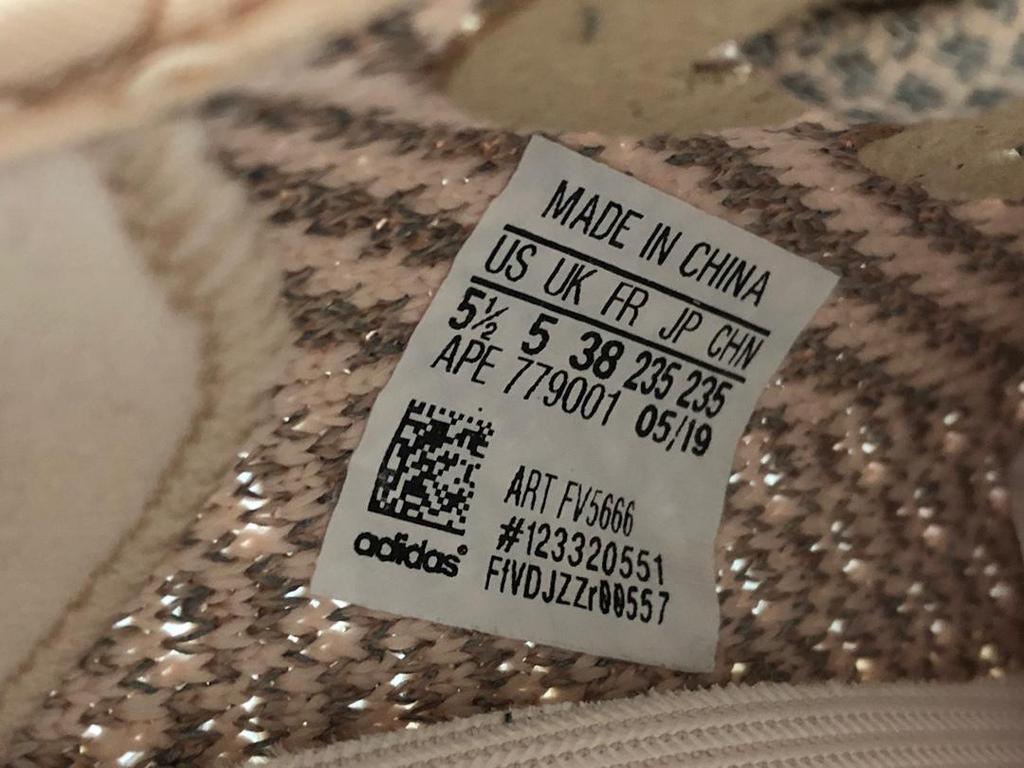 MADE IN CHINA
US UK FR JP CHN
5½ 5 38 235 235
APE 779001 05/19
ART FV5666
#123320551
FfVDJZZr00557
adidas